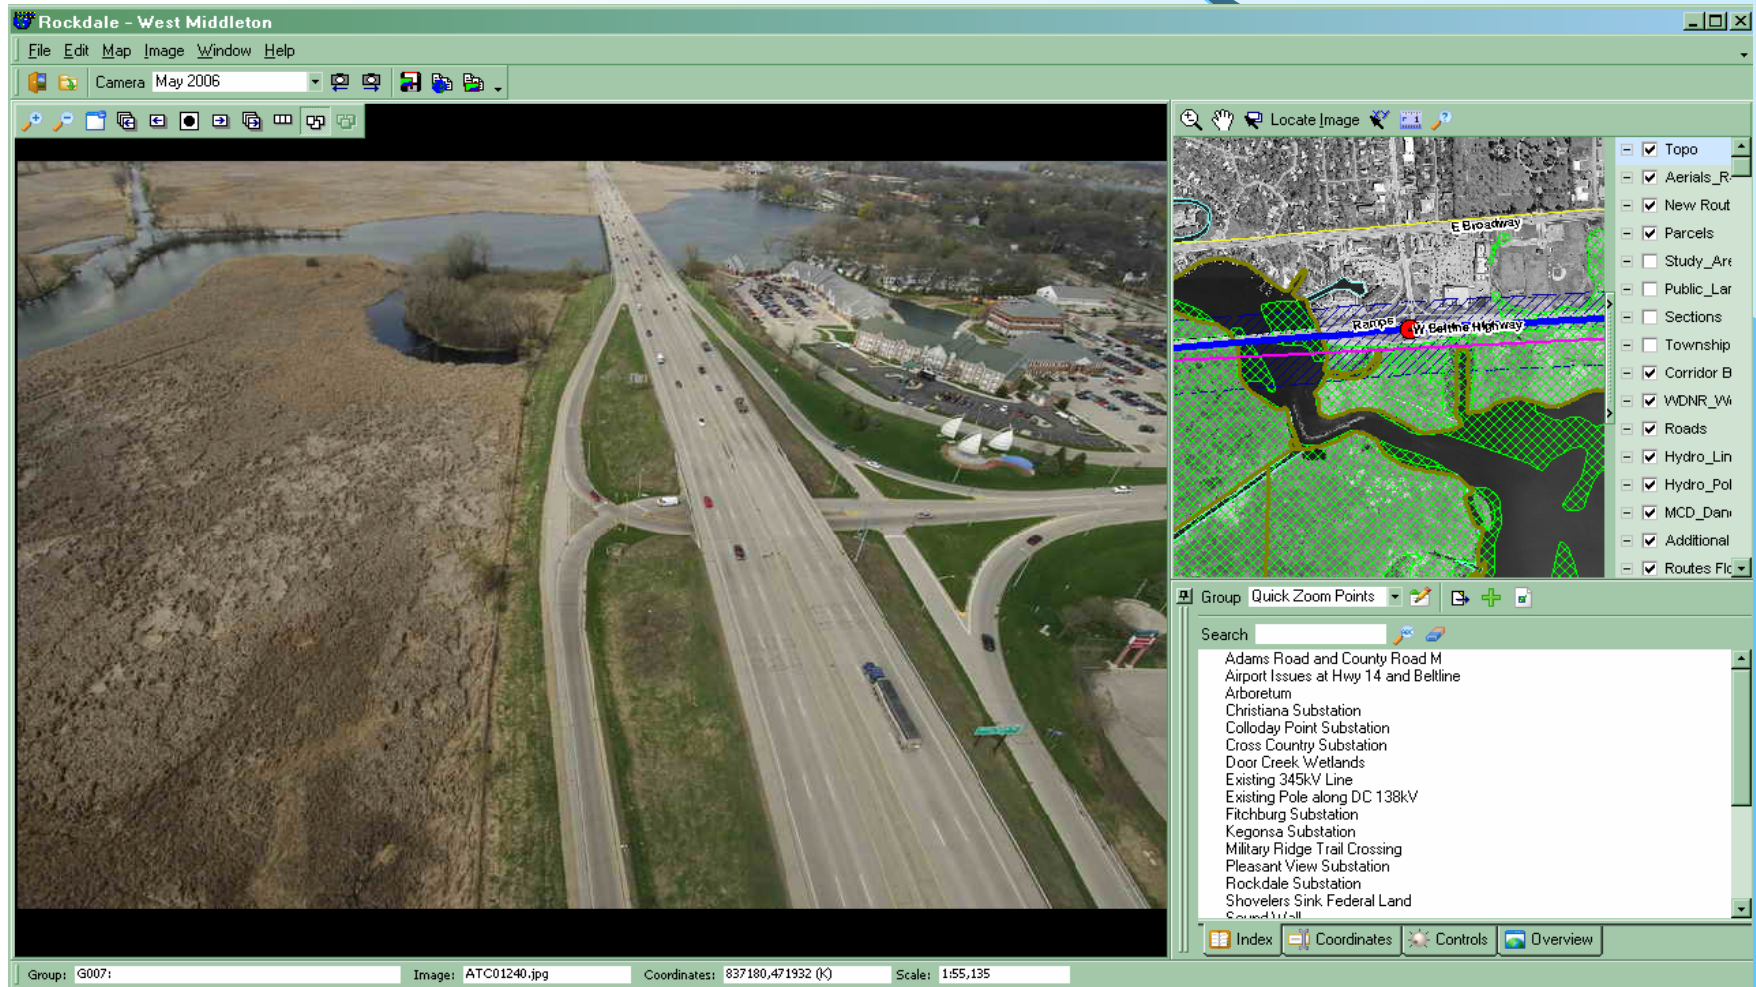 Rockdale - West Middleton
File Edit Map Image Window Help
Camera May 2006
Locate Image
E Broadway
Ramps
W Beltline Highway
Topo
Aerials_R
New Rout
Parcels
Study_Are
Public_Lar
Sections
Township
Corridor B
WDNR_W
Roads
Hydro_Lin
Hydro_Pol
MCD_Dan
Additional
Routes Flo
Group Quick Zoom Points
Search
Adams Road and County Road M
Airport Issues at Hwy 14 and Beltline
Arboretum
Christiana Substation
Colloday Point Substation
Cross Country Substation
Door Creek Wetlands
Existing 345kV Line
Existing Pole along DC 138kV
Fitchburg Substation
Kegonsa Substation
Military Ridge Trail Crossing
Pleasant View Substation
Rockdale Substation
Shovelers Sink Federal Land
Sound Wall
Index Coordinates Controls Overview
Group: G007: Image: ATC01240.jpg Coordinates: 837180,471932 (K) Scale: 1:55,135